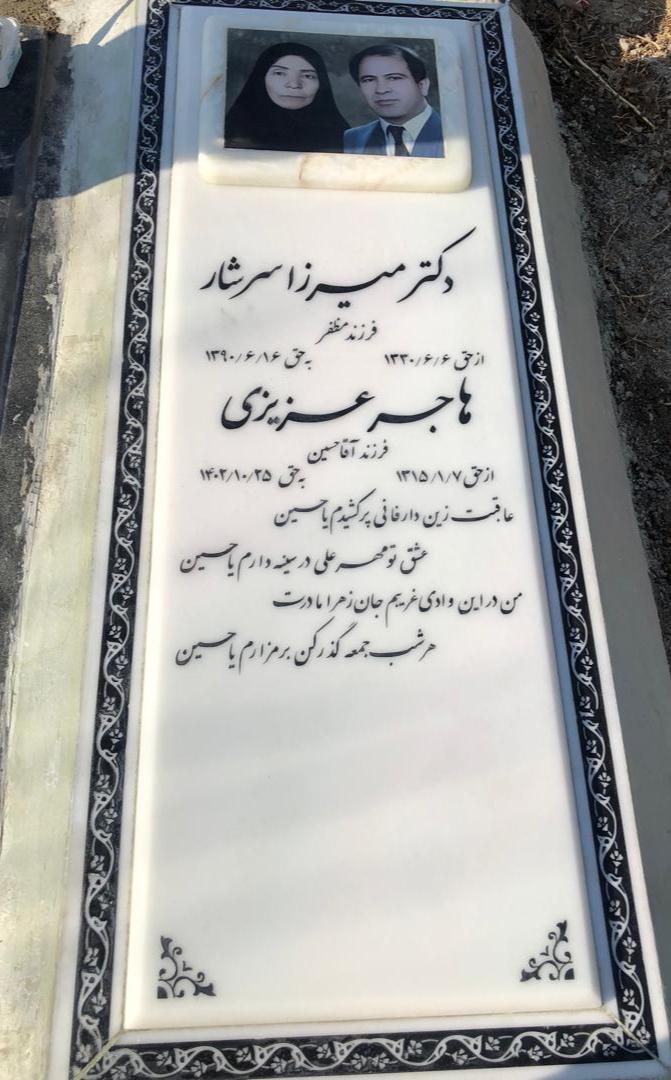 دکتر میرزا سرشار
فرزند مظفر
از حق ۱۳۳۰/۶/۶ به حق ۱۳۹۰/۶/۱۶
هاجر عزیزی
فرزند آقا حسین
از حق ۱۳۱۵/۱/۷ به حق ۱۴۰۲/۱۰/۲۵
عاقبت زین دار فانی پر کشیدم یا حسین
عشق تو مهر علی در سینه دارم یا حسین
من در این وادی غریبم جان زهرا مادرت
هر شب جمعه گذر کن بر مزارم یا حسین